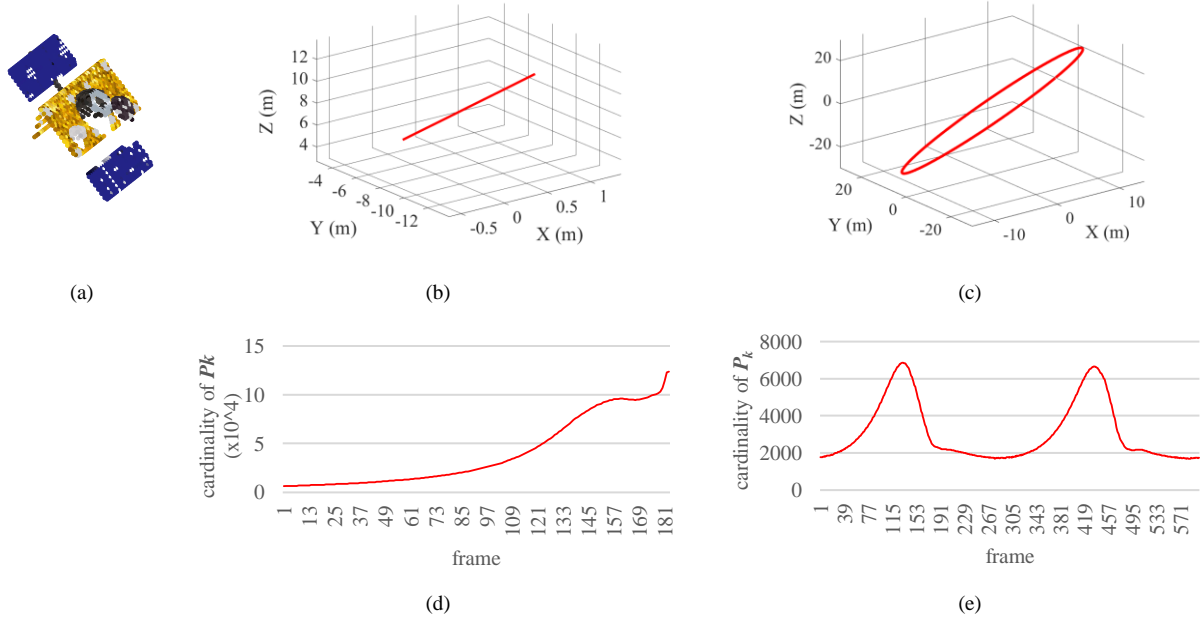 12
10
8
6
4
Z (m)
-4
-6
-8
-10
-12
Y (m)
-0.5
0
0.5
1
X (m)
20
0
-20
Z (m)
20
0
-20
Y (m)
-10
0
10
X (m)
(a)
(b)
(c)
cardinality of Pk
(x10^4)
15
10
5
0
1 13 25 37 49 61 73 85 97 109 121 133 145 157 169 181
frame
(d)
cardinality of Pk
8000
6000
4000
2000
0
1 39 77 115 153 191 229 267 305 343 381 419 457 495 533 571
frame
(e)